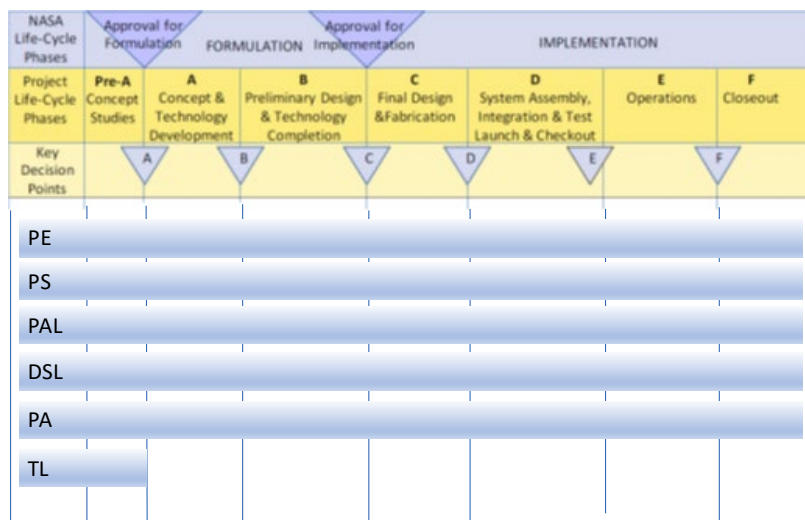 NASA
Life-Cycle
Phases
Approval for
Formulation
FORMULATION
Approval for
Implementation
IMPLEMENTATION
Project
Life-Cycle
Phases
Pre-A
Concept
Studies
A
Concept &
Technology
Development
B
Preliminary Design
& Technology
Completion
C
Final Design
&Fabrication
D
System Assembly,
Integration & Test
Launch & Checkout
E
Operations
F
Closeout
Key
Decision
Points
A
B
C
D
E
F
PE
PS
PAL
DSL
PA
TL